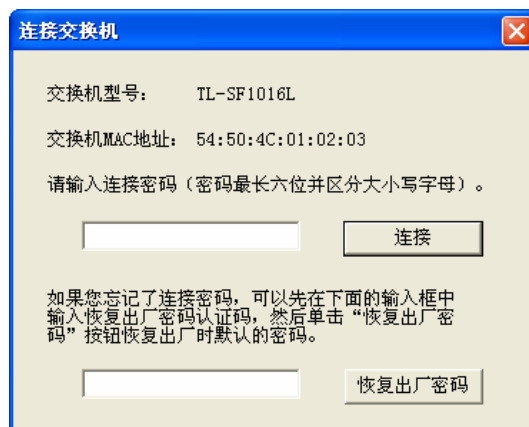 连接交换机
交换机型号： TL-SF1016L
交换机MAC地址： 54:50:4C:01:02:03
请输入连接密码（密码最长六位并区分大小写字母）。
连接
如果您忘记了连接密码，可以先在下面的输入框中
输入恢复出厂密码认证码，然后单击“恢复出厂密
码”按钮恢复出厂时默认的密码。
恢复出厂密码